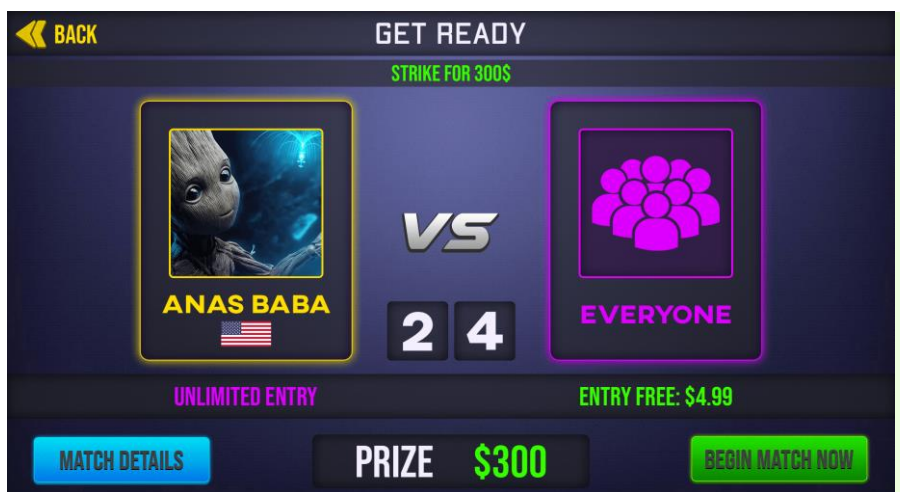 BACK
GET READY
STRIKE FOR 300$
VS
ANAS BABA
2 4
EVERYONE
UNLIMITED ENTRY
ENTRY FREE: $4.99
MATCH DETAILS
PRIZE $300
BEGIN MATCH NOW